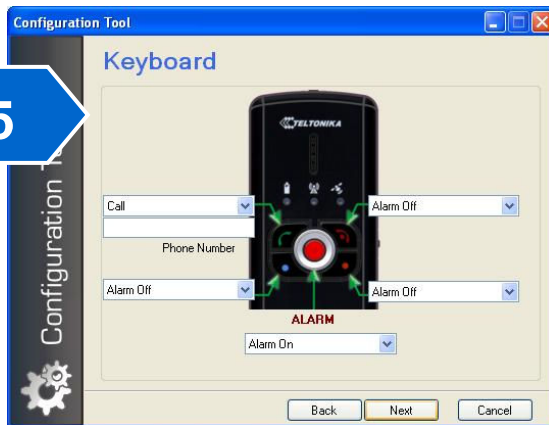 Configuration Tool
Keyboard
5
TELTONIKA
Call
Alarm Off
Phone Number
Alarm Off
Alarm Off
ALARM
Alarm On
Configuration
Back
Next
Cancel